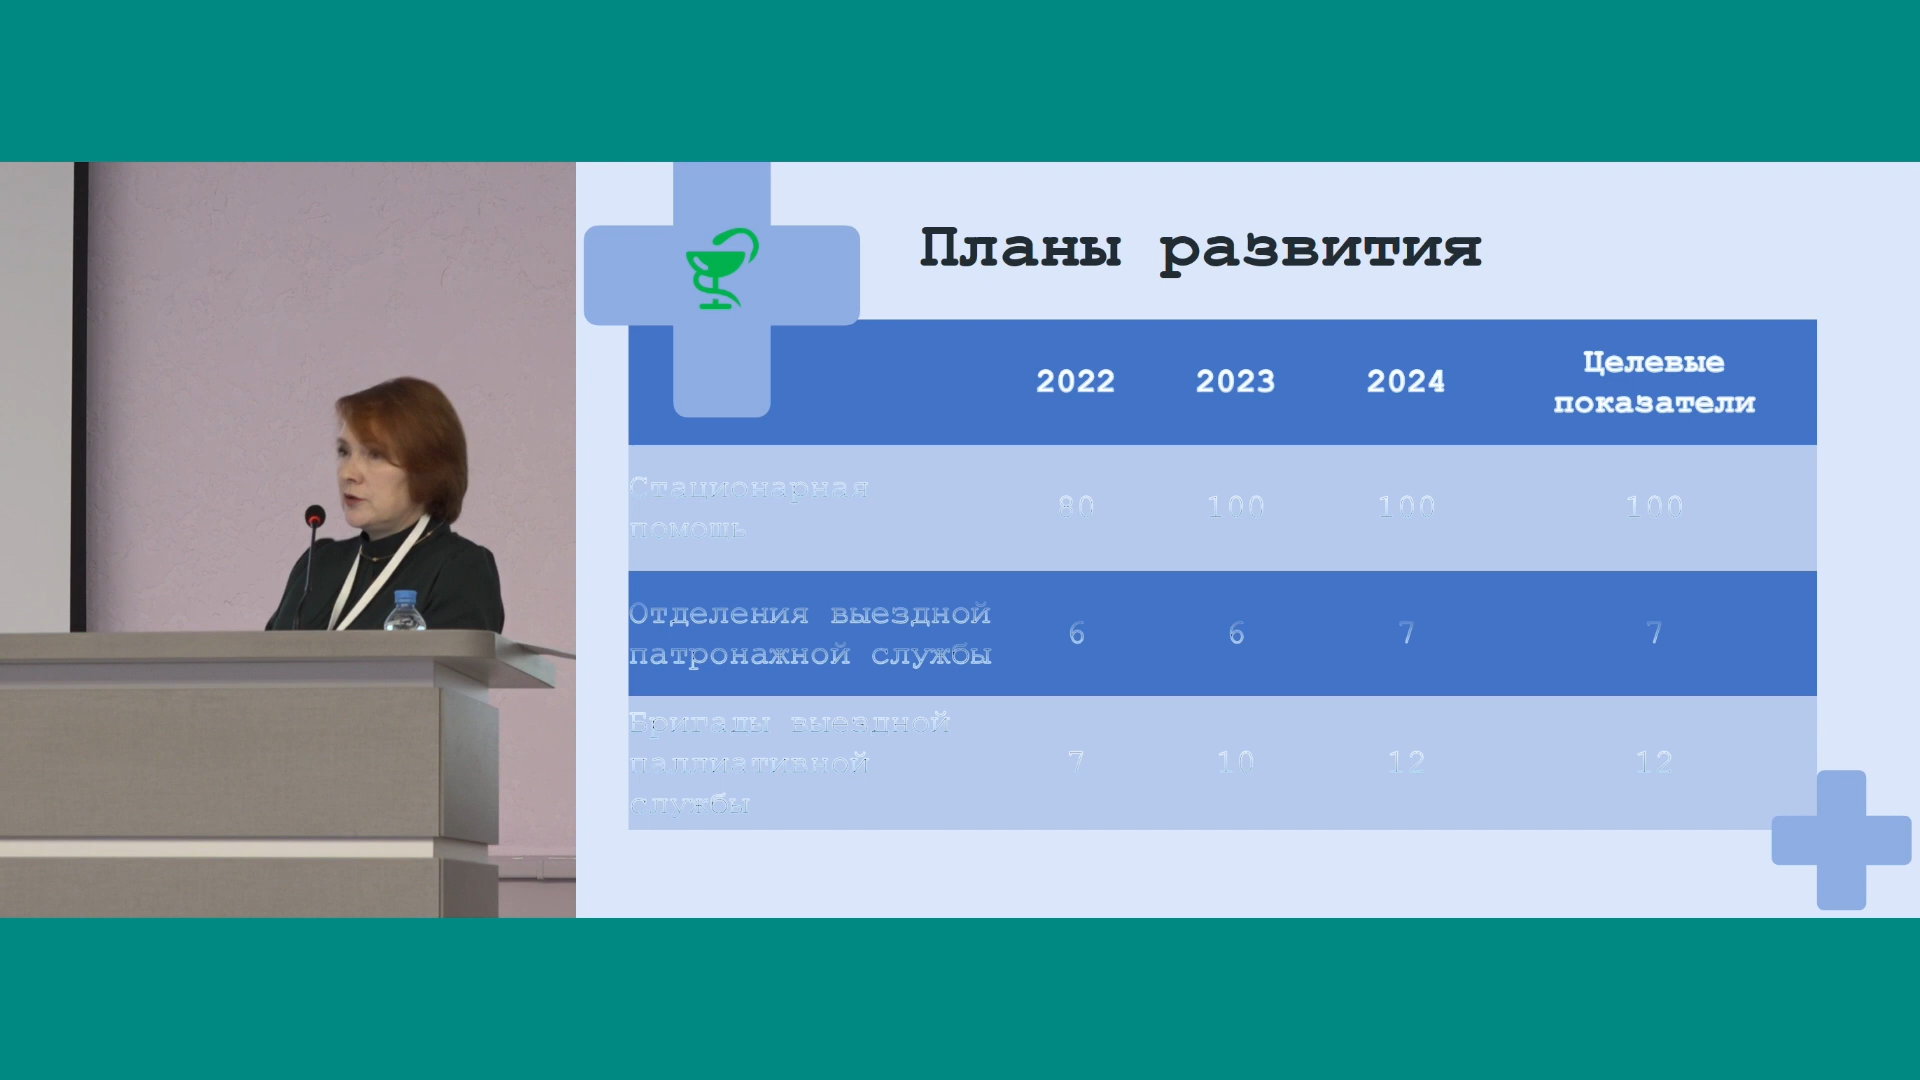 Планы развития
2022 2023 2024 Целевые
показатели
Стационарная
помощь
80 100 100 100
Отделения выездной
патронажной службы
6 6 7 7
Бригады выездной
паллиативной
службы
7 10 12 12